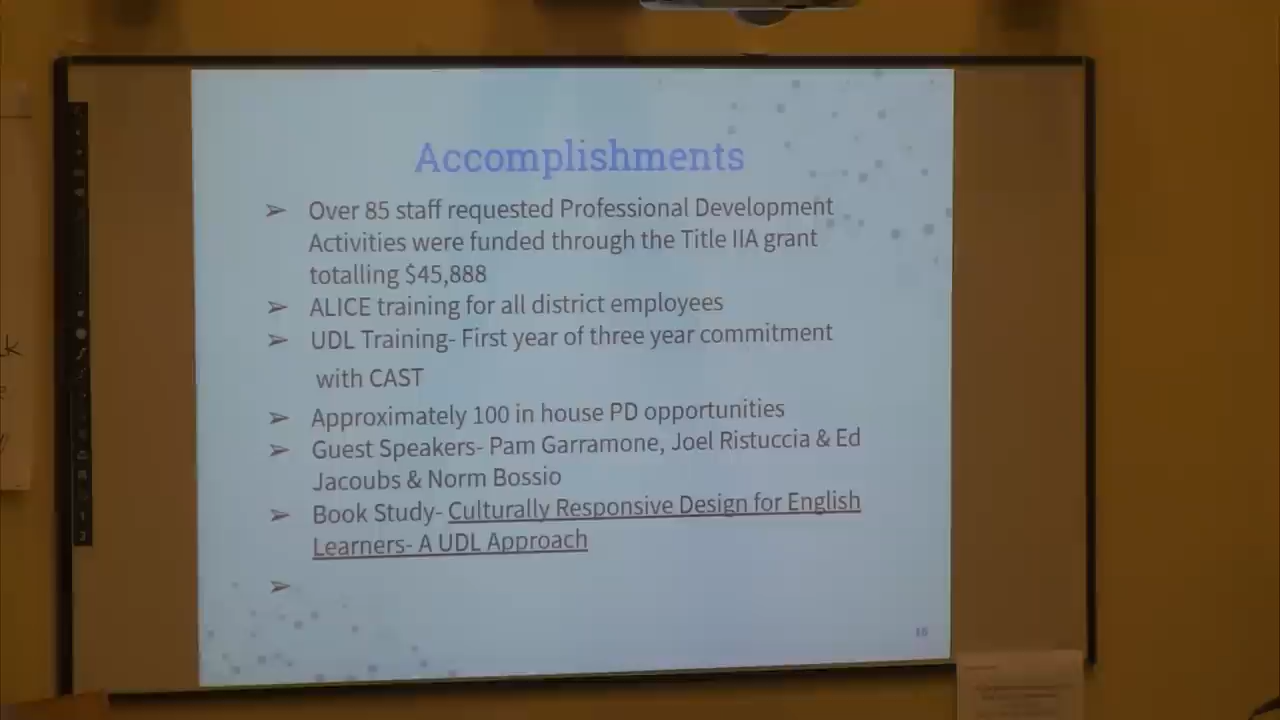 Accomplishments
➢ Over 85 staff requested Professional Development
Activities were funded through the Title IIA grant
totalling $45,888
➢ ALICE training for all district employees
➢ UDL Training- First year of three year commitment
with CAST
➢ Approximately 100 in house PD opportunities
➢ Guest Speakers- Pam Garramone, Joel Ristuccia & Ed
Jacoubs & Norm Bossio
➢ Book Study- Culturally Responsive Design for English
Learners- A UDL Approach
➢